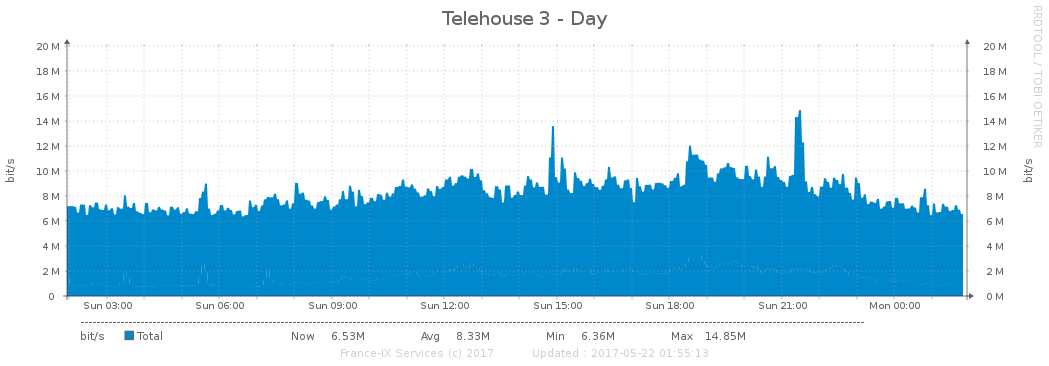 Telehouse 3 - Day
RRDTOOL / TOBI OETIKER
bit/s
bit/s
20 M 20 M
18 M 18 M
16 M 16 M
14 M 14 M
12 M 12 M
10 M 10 M
8 M 8 M
6 M 6 M
4 M 4 M
2 M 2 M
0 0 M
Sun 03:00 Sun 06:00 Sun 09:00 Sun 12:00 Sun 15:00 Sun 18:00 Sun 21:00 Mon 00:00
bit/s Total Now 6.53M Avg 8.33M Min 6.36M Max 14.85M
France-IX Services (c) 2017 Updated : 2017-05-22 01:55:13